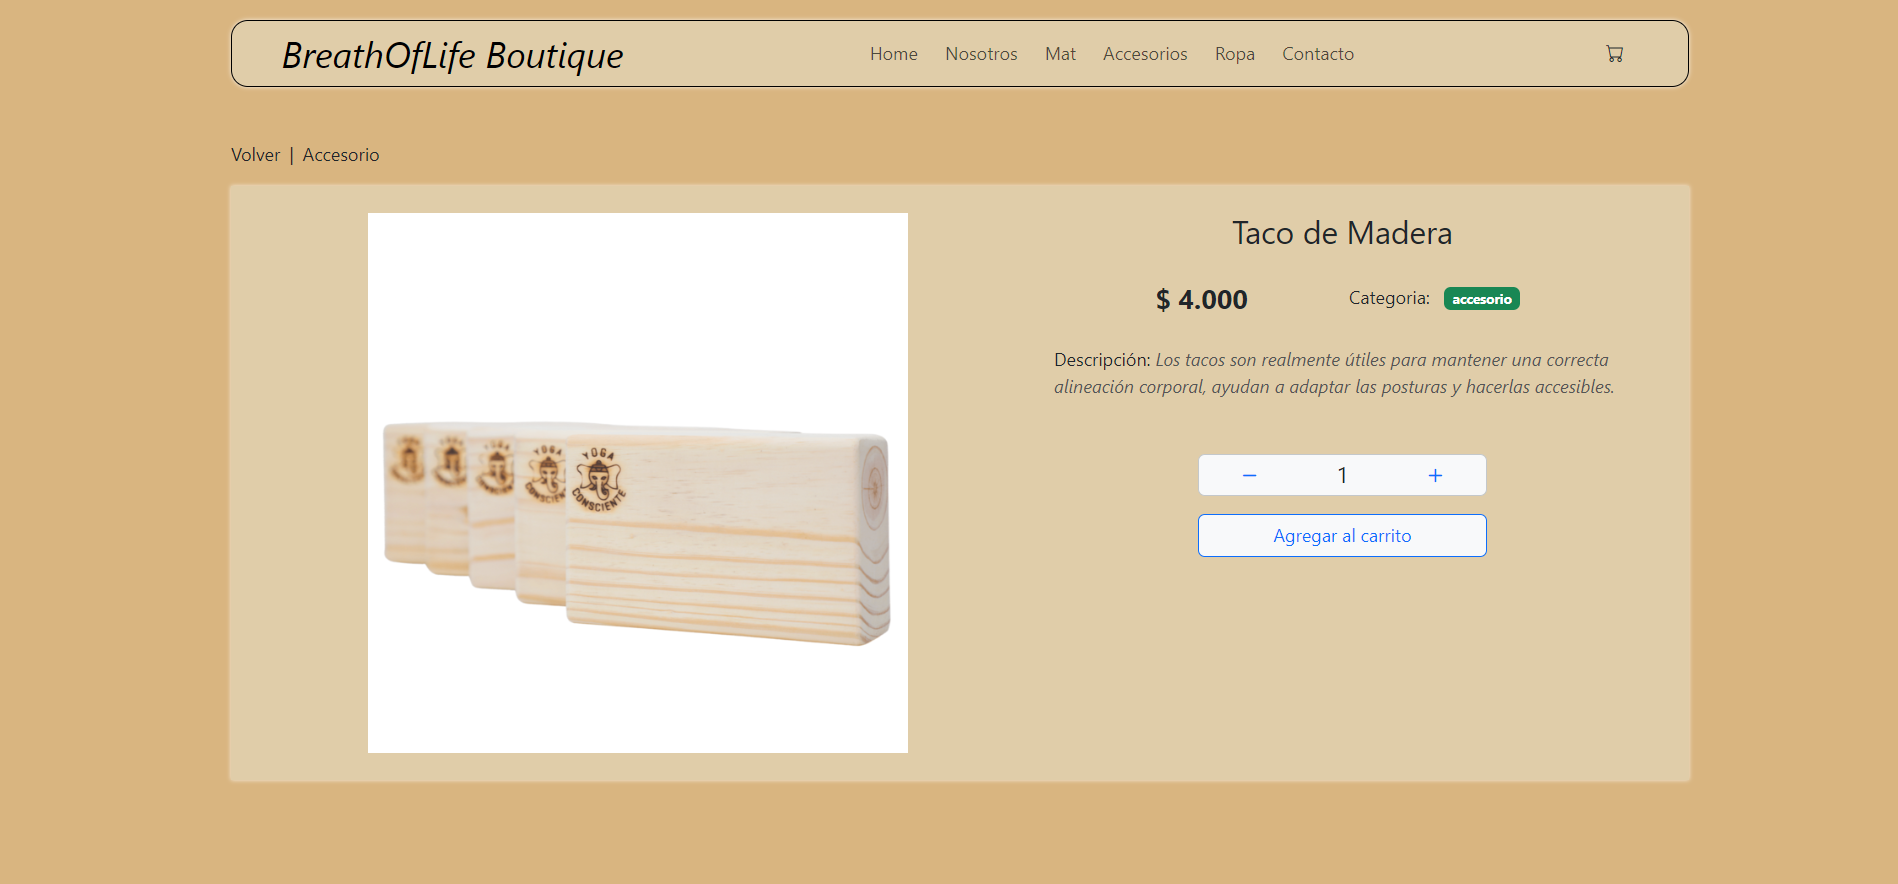 BreathOfLife Boutique
Home Nosotros Mat Accesorios Ropa Contacto
Volver | Accesorio
Taco de Madera
$ 4.000
Categoria: accesorio
Descripción: Los tacos son realmente útiles para mantener una correcta
alineación corporal, ayudan a adaptar las posturas y hacerlas accesibles.
− 1 +
Agregar al carrito
YOGA
CONSCIENTE
YOGA